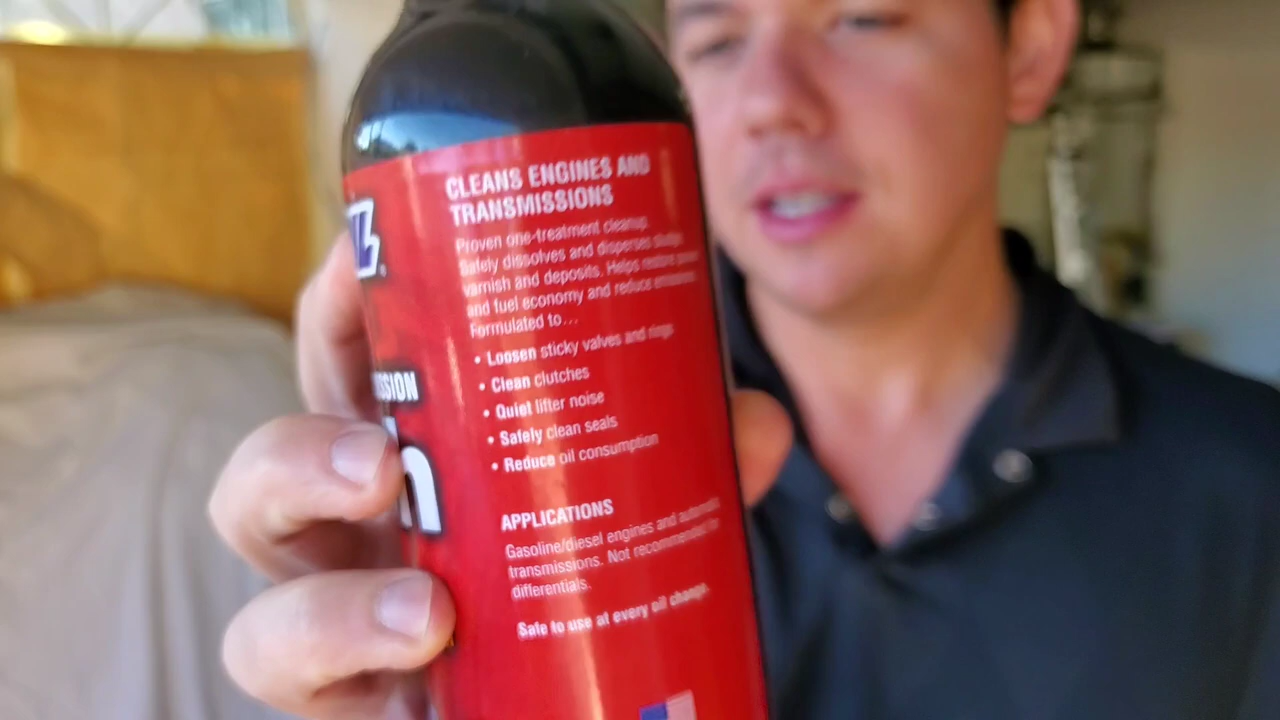 CLEANS ENGINES AND
TRANSMISSIONS
Proven one-treatment cleanup.
Safely dissolves and disperses sludge
varnish and deposits. Helps restore power
and fuel economy and reduce emissions.
Formulated to...
• Loosen sticky valves and rings
• Clean clutches
• Quiet lifter noise
• Safely clean seals
• Reduce oil consumption
SSION
n
APPLICATIONS
Gasoline/diesel engines and automatic
transmissions. Not recommended for
differentials.
Safe to use at every oil change.